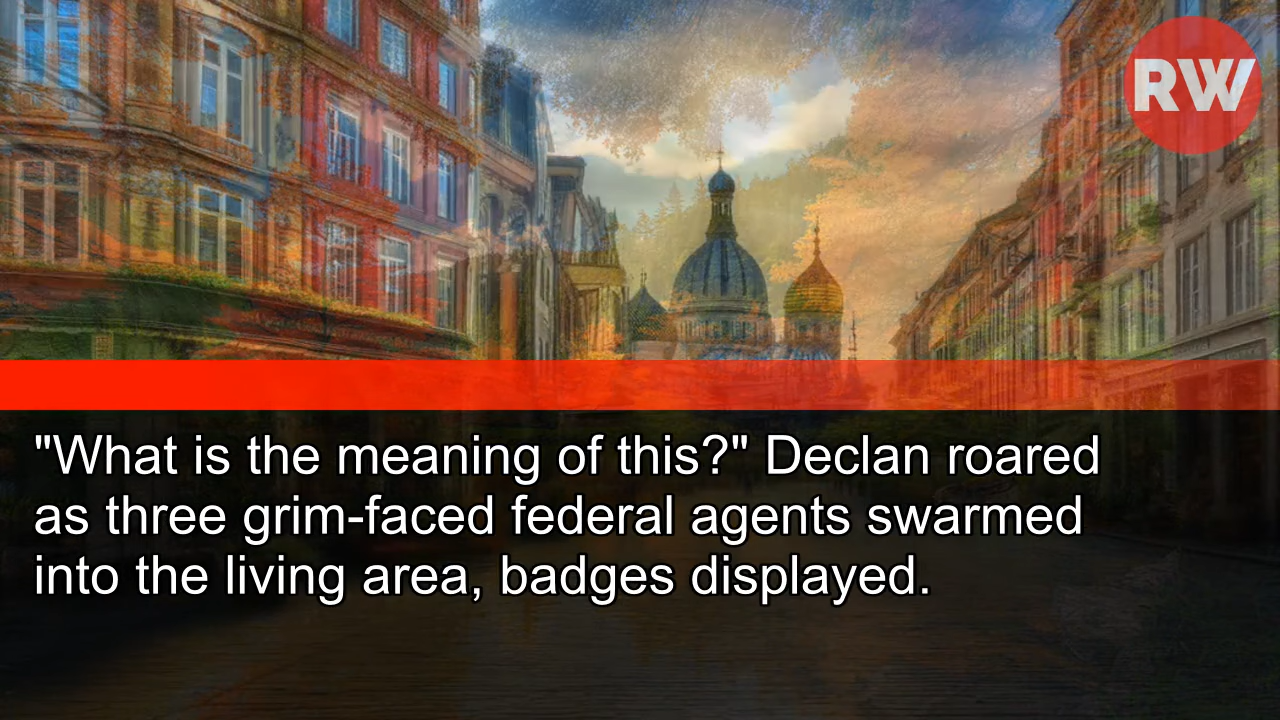 RW
"What is the meaning of this?" Declan roared
as three grim-faced federal agents swarmed
into the living area, badges displayed.